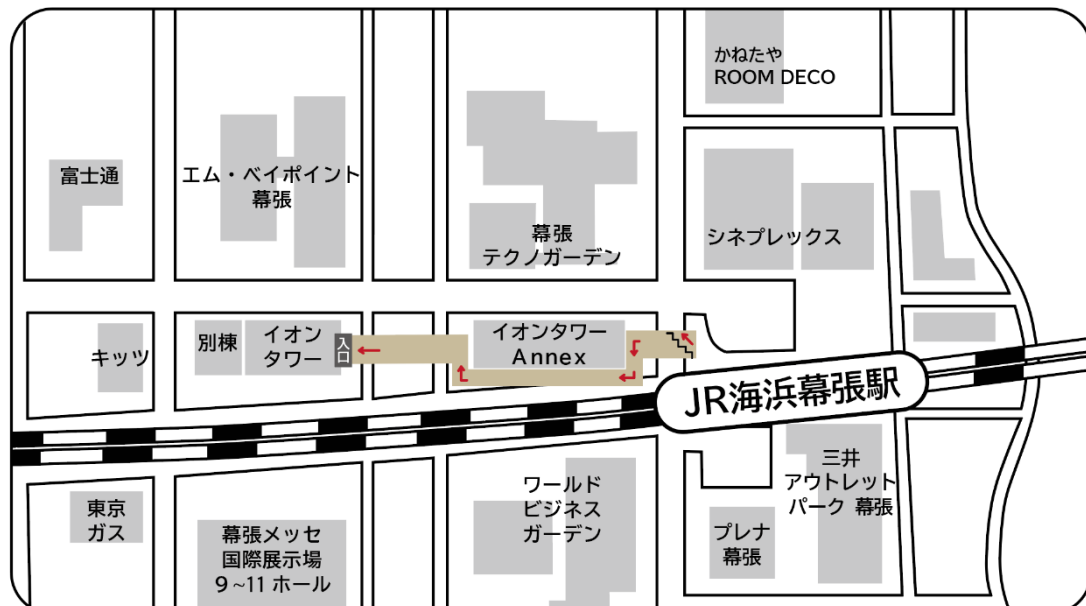 かねたや
ROOM DECO
富士通
エム・ベイポイント
幕張
幕張
テクノガーデン
シネプレックス
キッツ
別棟
イオン
タワー
入口
イオンタワー
Annex
JR海浜幕張駅
東京
ガス
幕張メッセ
国際展示場
9~11 ホール
ワールド
ビジネス
ガーデン
プレナ
幕張
三井
アウトレット
パーク 幕張